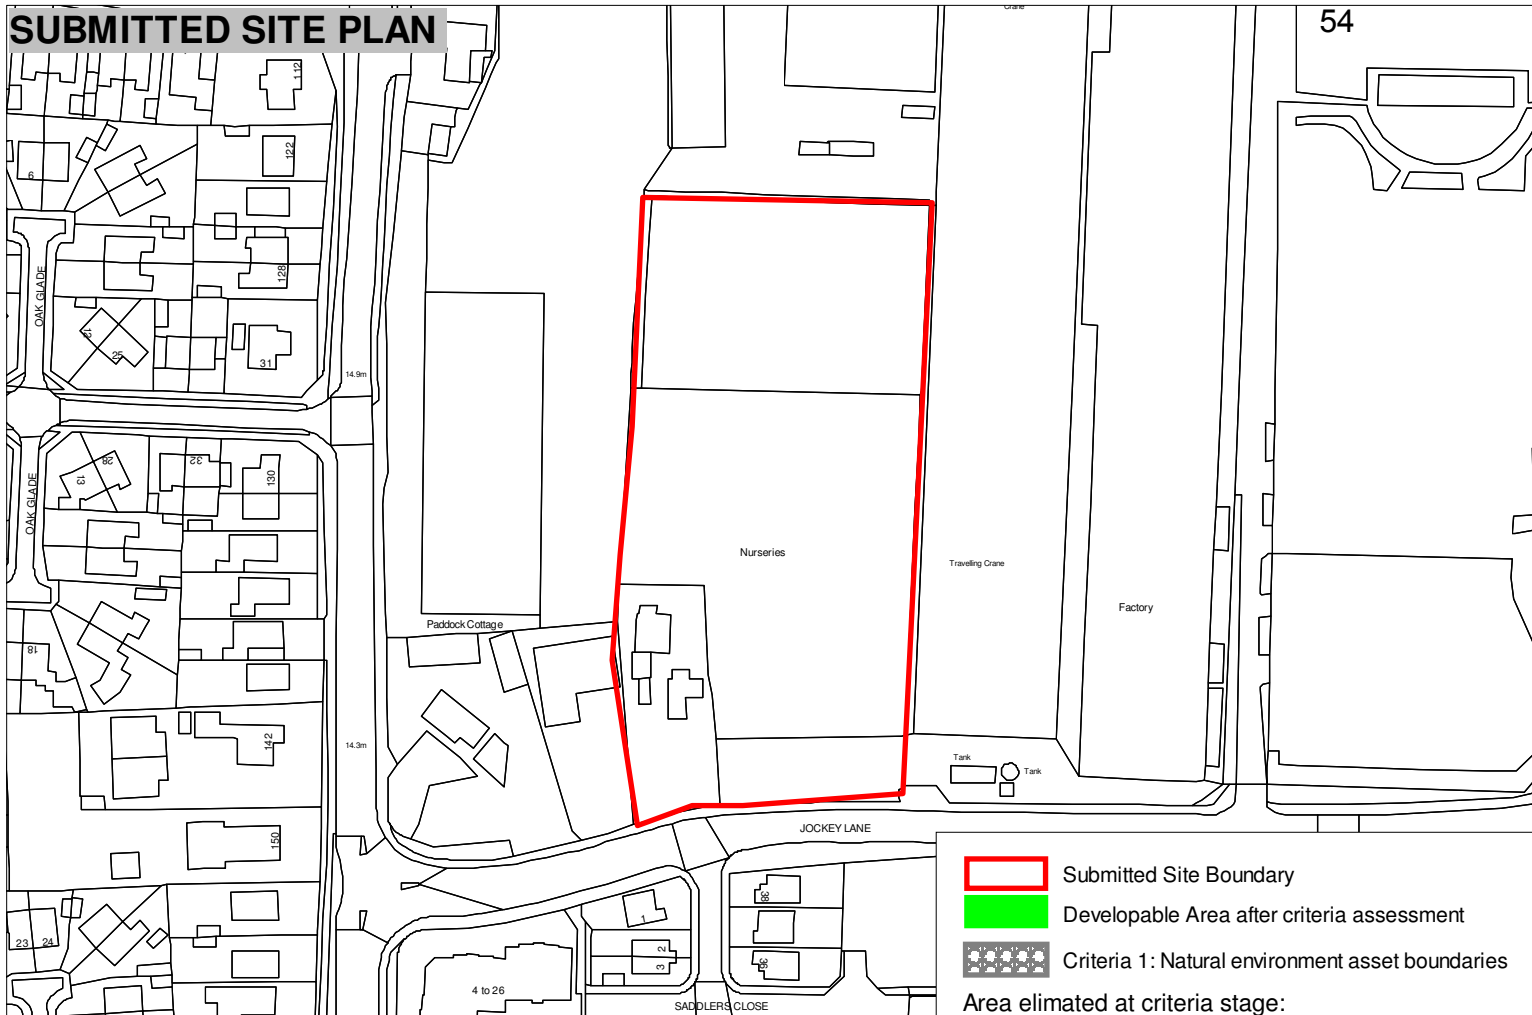 SUBMITTED SITE PLAN
54
Crane
112
122
6
128
OAK GLADE
12
25
31
14.9m
28
32
13
130
OAK GLADE
Nurseries
Travelling Crane
Factory
Paddock Cottage
18
142
14.3m
Tank
Tank
150
JOCKEY LANE
38
1
2
3
36
23
24
4 to 26
SADDLERS CLOSE
Submitted Site Boundary
Developable Area after criteria assessment
Criteria 1: Natural environment asset boundaries
Area elimated at criteria stage: